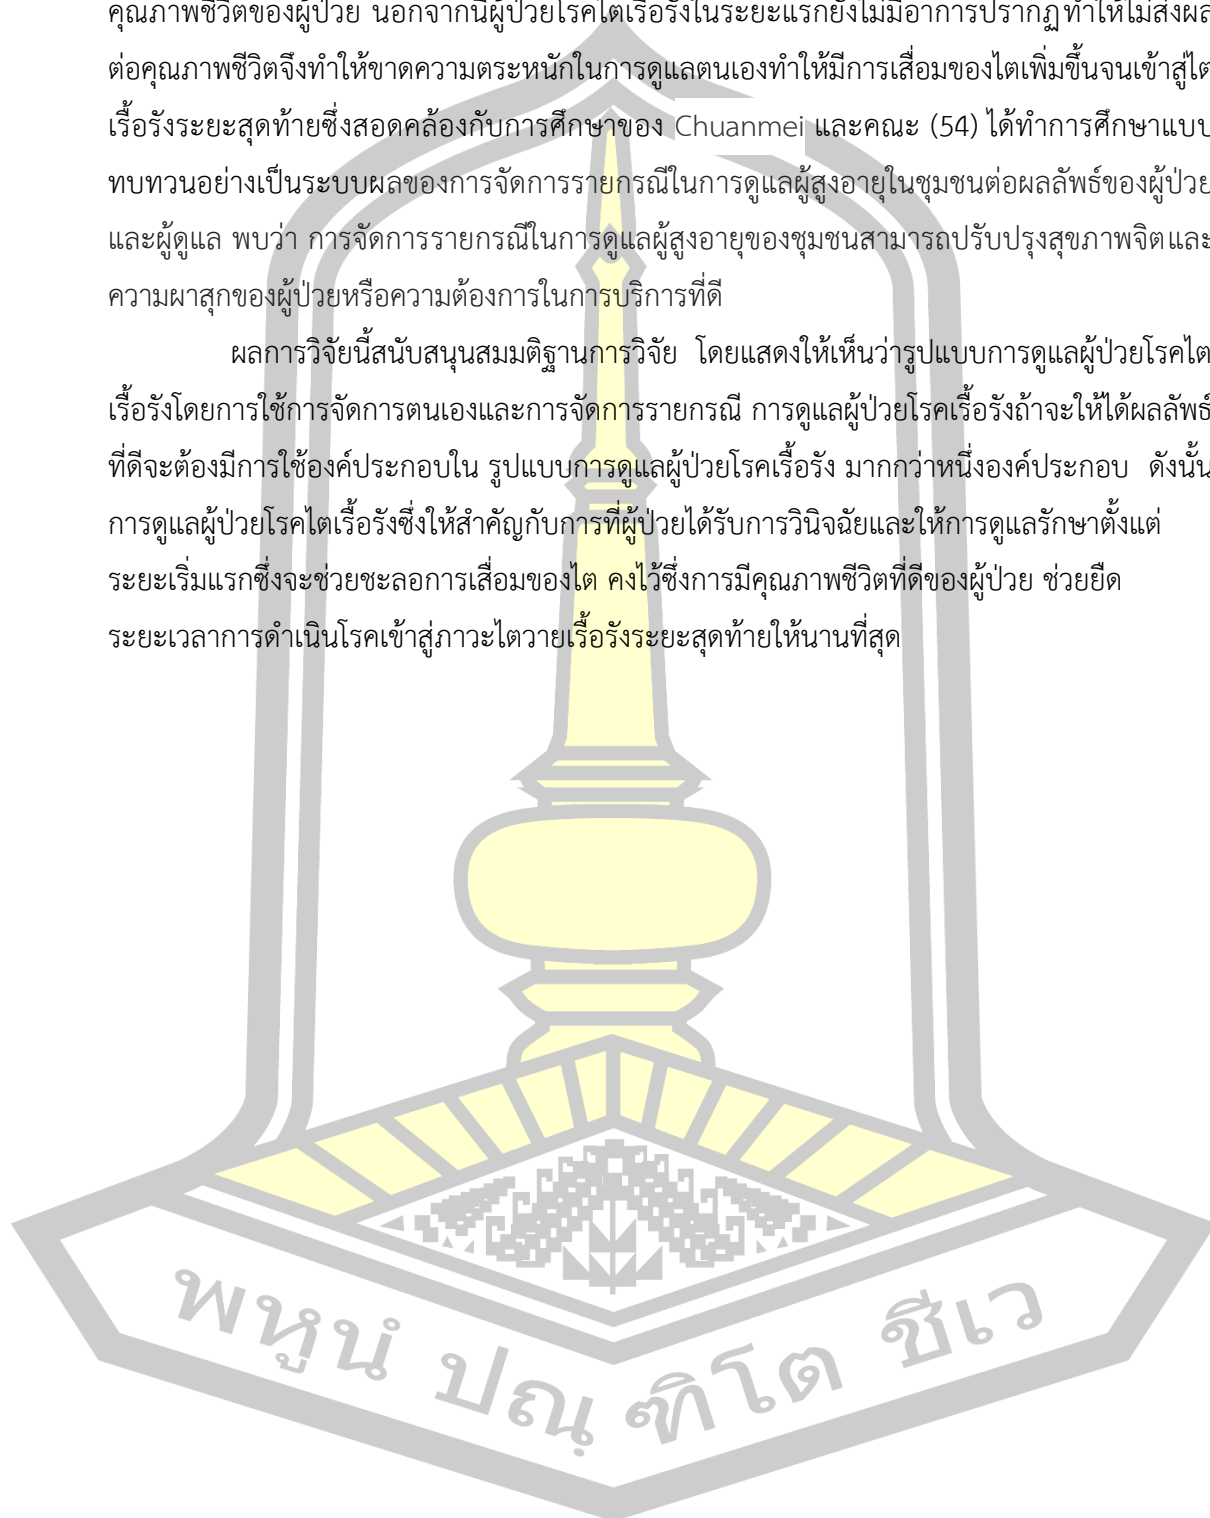 คุณภาพชีวิตของผู้ป่วย นอกจากนี้ผู้ป่วยโรคไตเรื้อรังในระยะแรกยังไม่มีอาการปรากฏทำให้ไม่ส่งผล
ต่อคุณภาพชีวิตจึงทำให้ขาดความตระหนักในการดูแลตนเองทำให้มีการเสื่อมของไตเพิ่มขึ้นจนเข้าสู่ไต
เรื้อรังระยะสุดท้ายซึ่งสอดคล้องกับการศึกษาของ Chuanmei และคณะ (54) ได้ทำการศึกษาแบบ
ทบทวนอย่างเป็นระบบผลของการจัดการรายกรณีในการดูแลผู้สูงอายุในชุมชนต่อผลลัพธ์ของผู้ป่วย
และผู้ดูแล พบว่า การจัดการรายกรณีในการดูแลผู้สูงอายุของชุมชนสามารถปรับปรุงสุขภาพจิตและ
ความผาสุกของผู้ป่วยหรือความต้องการในการบริการที่ดี
ผลการวิจัยนี้สนับสนุนสมมติฐานการวิจัย โดยแสดงให้เห็นว่ารูปแบบการดูแลผู้ป่วยโรคไต
เรื้อรังโดยการใช้การจัดการตนเองและการจัดการรายกรณี การดูแลผู้ป่วยโรคเรื้อรังถ้าจะให้ได้ผลลัพธ์
ที่ดีจะต้องมีการใช้องค์ประกอบใน รูปแบบการดูแลผู้ป่วยโรคเรื้อรัง มากกว่าหนึ่งองค์ประกอบ ดังนั้น
การดูแลผู้ป่วยโรคไตเรื้อรังซึ่งให้สำคัญกับการที่ผู้ป่วยได้รับการวินิจฉัยและให้การดูแลรักษาตั้งแต่
ระยะเริ่มแรกซึ่งจะช่วยชะลอการเสื่อมของไต คงไว้ซึ่งการมีคุณภาพชีวิตที่ดีของผู้ป่วย ช่วยยืด
ระยะเวลาการดำเนินโรคเข้าสู่ภาวะไตวายเรื้อรังระยะสุดท้ายให้นานที่สุด
พหูนํ ปณฺฑิโต ชีเว